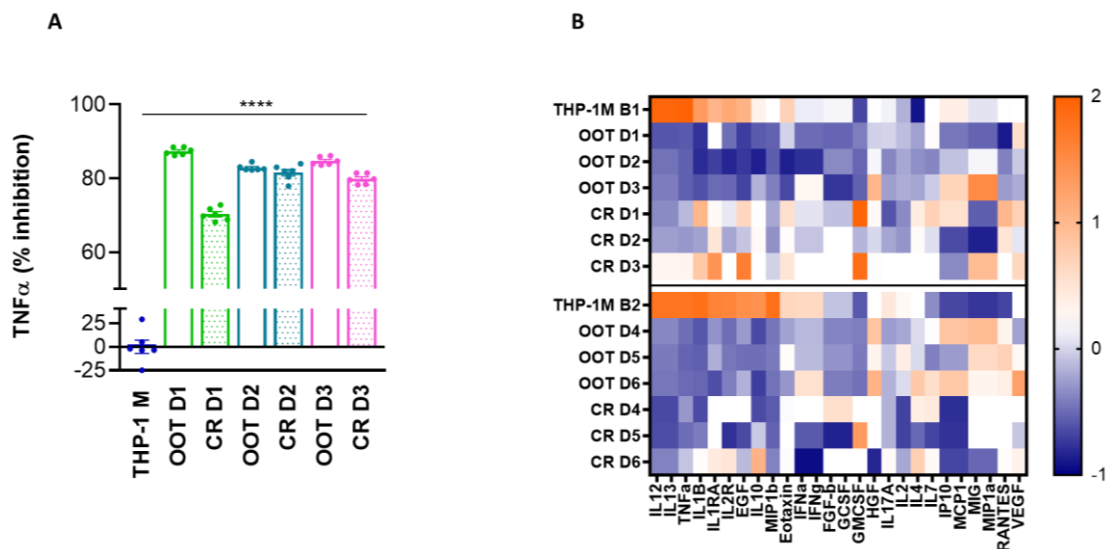 A
B
TNFα (% inhibition)
100
80
60
25
0
-25
****
THP-1 M
OOT D1
CR D1
OOT D2
CR D2
OOT D3
CR D3
THP-1M B1
OOT D1
OOT D2
OOT D3
CR D1
CR D2
CR D3
THP-1M B2
OOT D4
OOT D5
OOT D6
CR D4
CR D5
CR D6
IL12
IL13
TNFa
IL1B
IL1RA
IL2R
EGF
IL10
MIP1b
Eotaxin
IFNa
IFNg
FGF-b
GCSF
GMCSF
HGF
IL17A
IL2
IL4
IL7
IP10
MCP1
MIG
MIP1a
RANTES
VEGF
2
1
0
-1